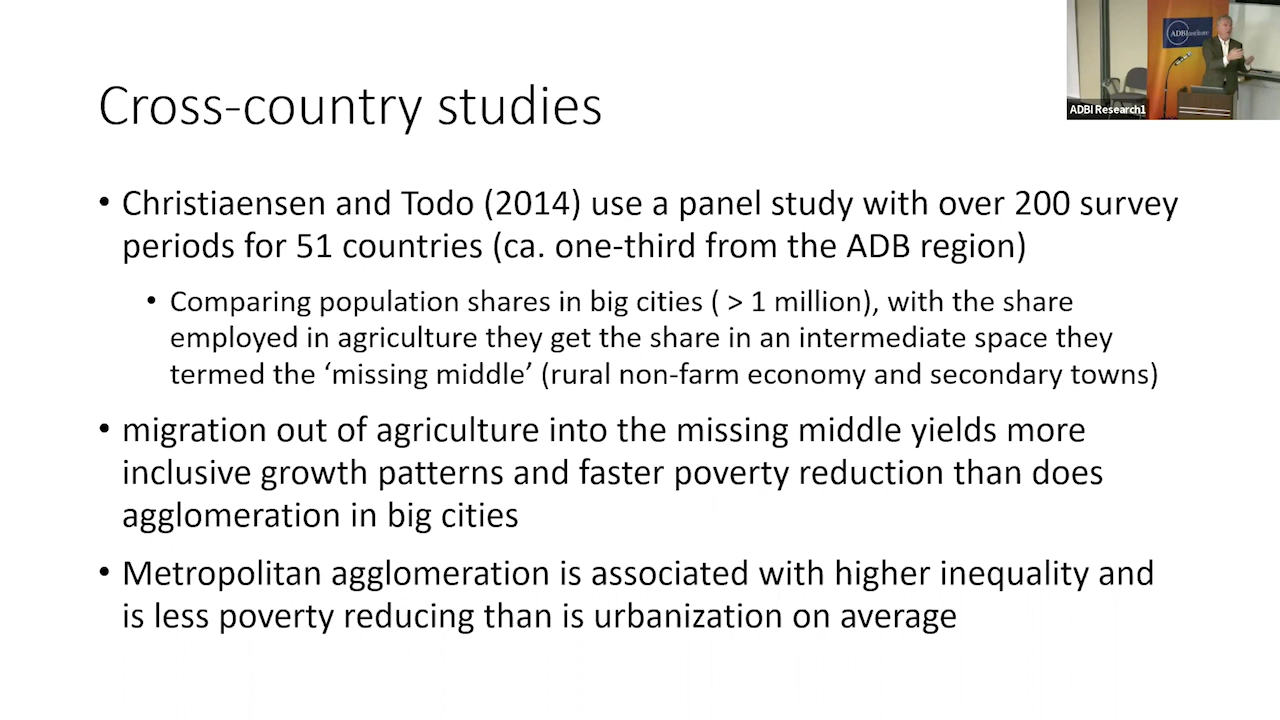 ADBInstitute
ADBI Research1
Cross-country studies
• Christiaensen and Todo (2014) use a panel study with over 200 survey
periods for 51 countries (ca. one-third from the ADB region)
• Comparing population shares in big cities ( > 1 million), with the share
employed in agriculture they get the share in an intermediate space they
termed the ‘missing middle’ (rural non-farm economy and secondary towns)
• migration out of agriculture into the missing middle yields more
inclusive growth patterns and faster poverty reduction than does
agglomeration in big cities
• Metropolitan agglomeration is associated with higher inequality and
is less poverty reducing than is urbanization on average